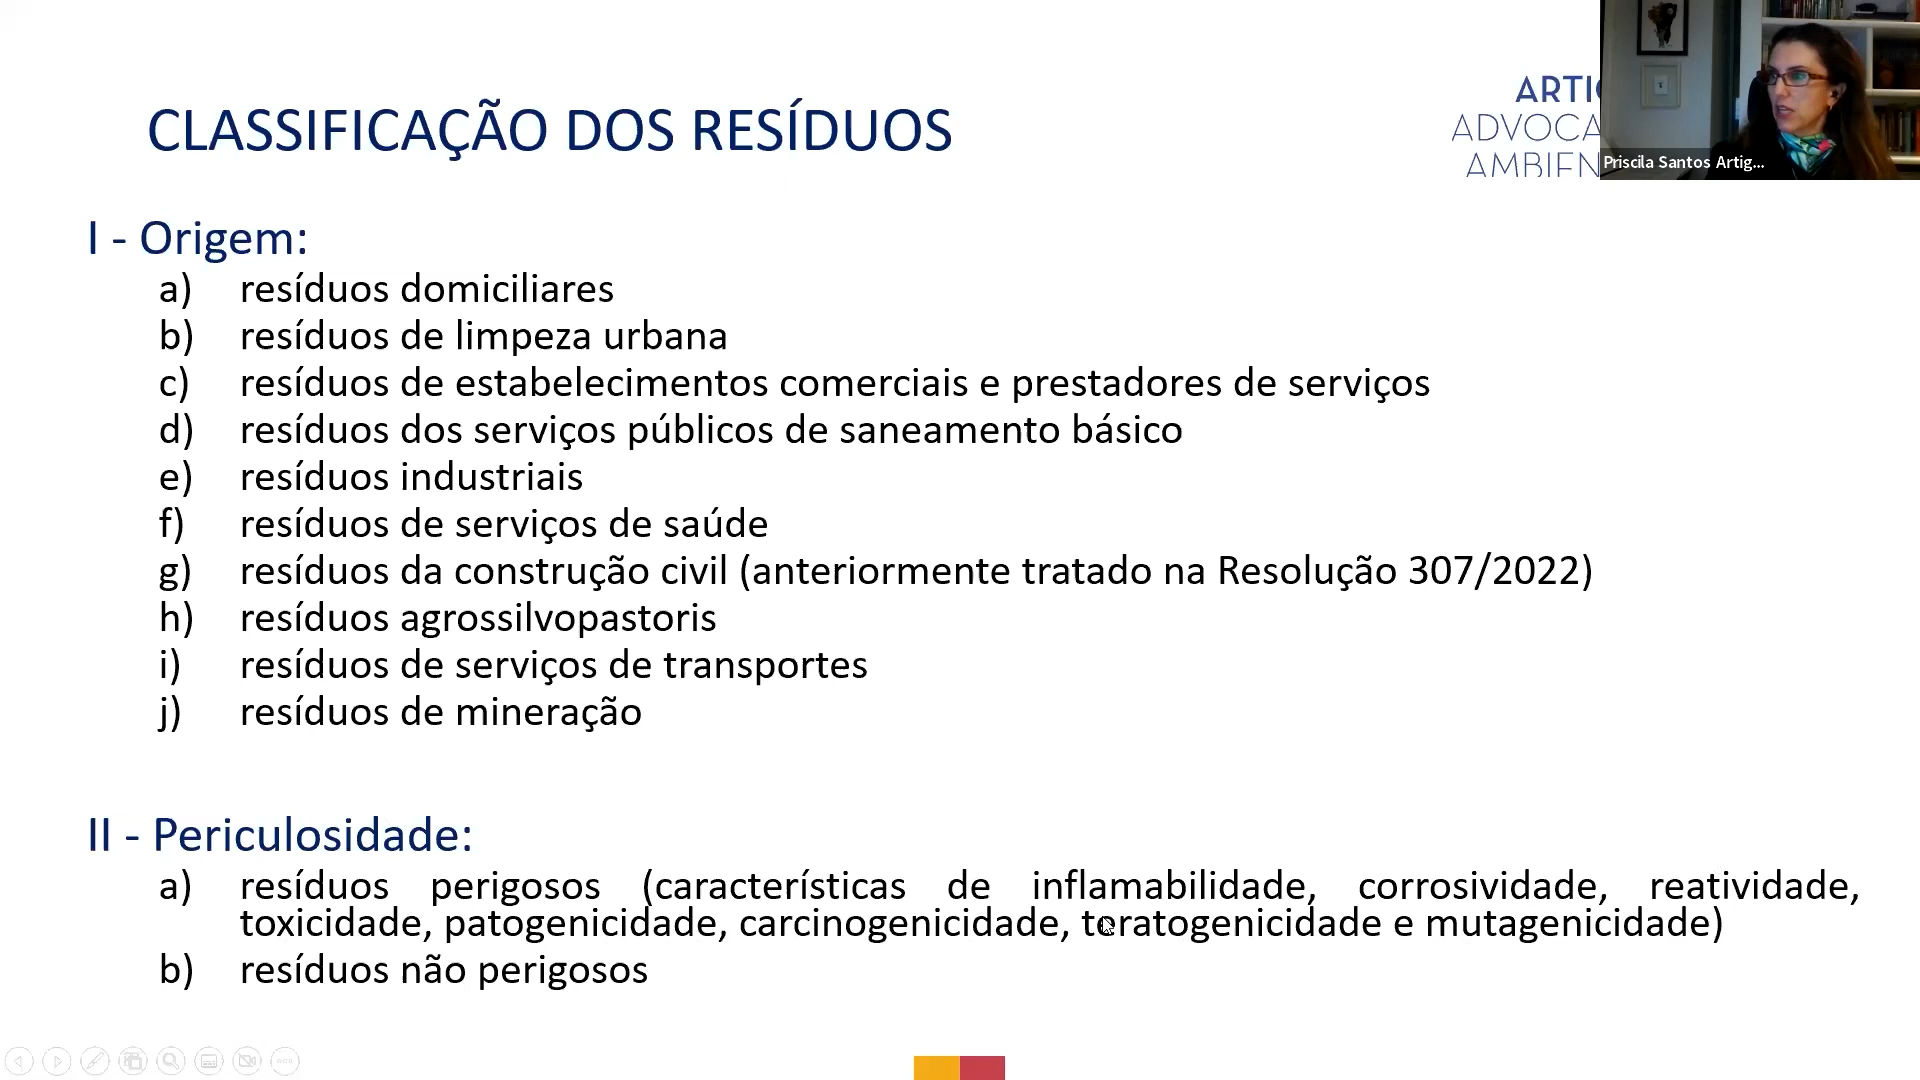 CLASSIFICAÇÃO DOS RESÍDUOS
ARTIG
ADVOCA
AMBIEN
Priscila Santos Artig...
I - Origem:
a) resíduos domiciliares
b) resíduos de limpeza urbana
c) resíduos de estabelecimentos comerciais e prestadores de serviços
d) resíduos dos serviços públicos de saneamento básico
e) resíduos industriais
f) resíduos de serviços de saúde
g) resíduos da construção civil (anteriormente tratado na Resolução 307/2022)
h) resíduos agrossilvopastoris
i) resíduos de serviços de transportes
j) resíduos de mineração
II - Periculosidade:
a) resíduos perigosos (características de inflamabilidade, corrosividade, reatividade,
toxicidade, patogenicidade, carcinogenicidade, teratogenicidade e mutagenicidade)
b) resíduos não perigosos